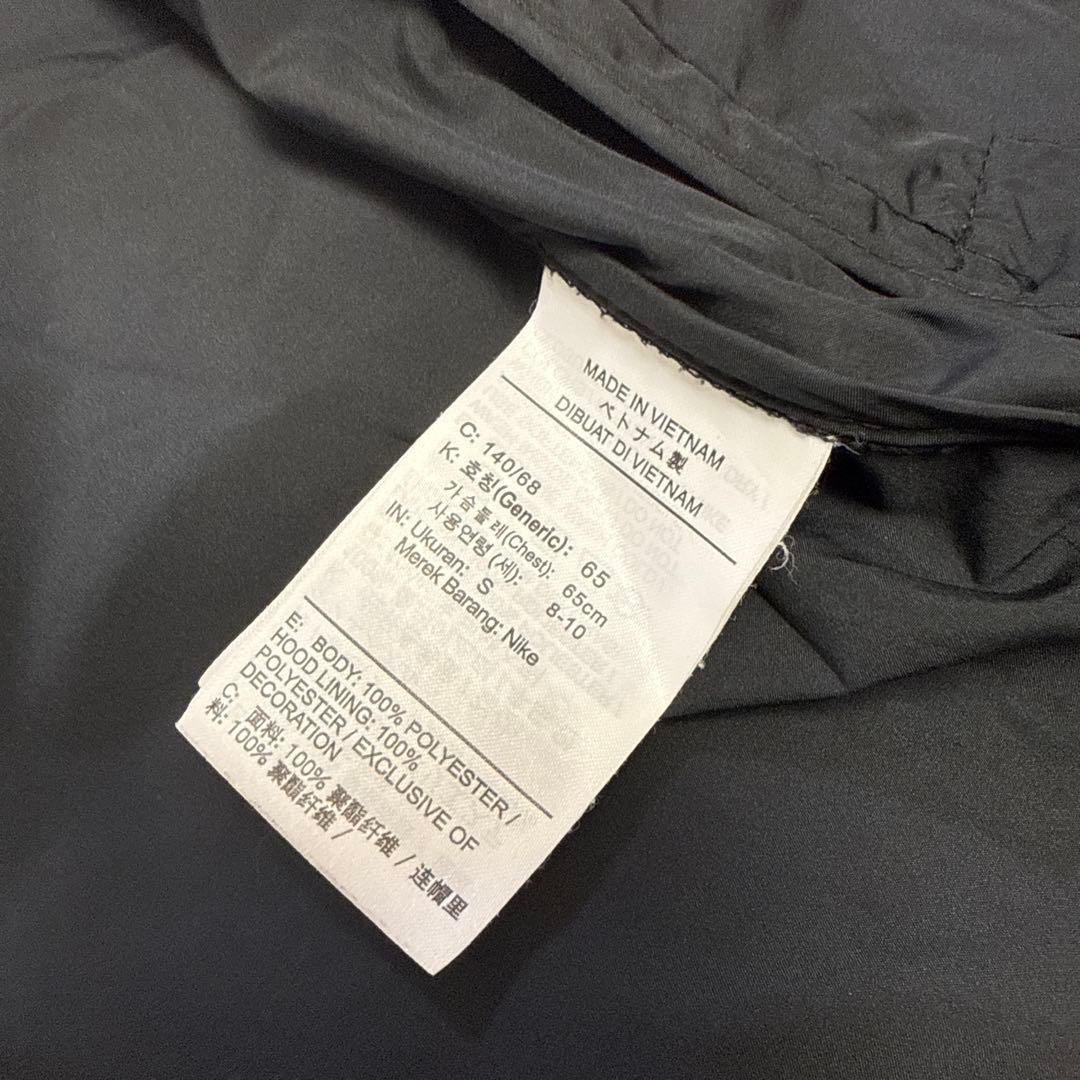 MADE IN VIETNAM
ベトナム製
DIBUAT DI VIETNAM
C: 140/68
K: 호칭(Generic): 65
가슴둘레(Chest): 65cm
사용연령(세): 8-10
IN: Ukuran: S
Merek Barang: Nike
E: BODY: 100% POLYESTER /
HOOD LINING: 100%
POLYESTER / EXCLUSIVE OF
DECORATION
C: 面料: 100% 聚酯纤维 / 连帽里
料: 100% 聚酯纤维 /